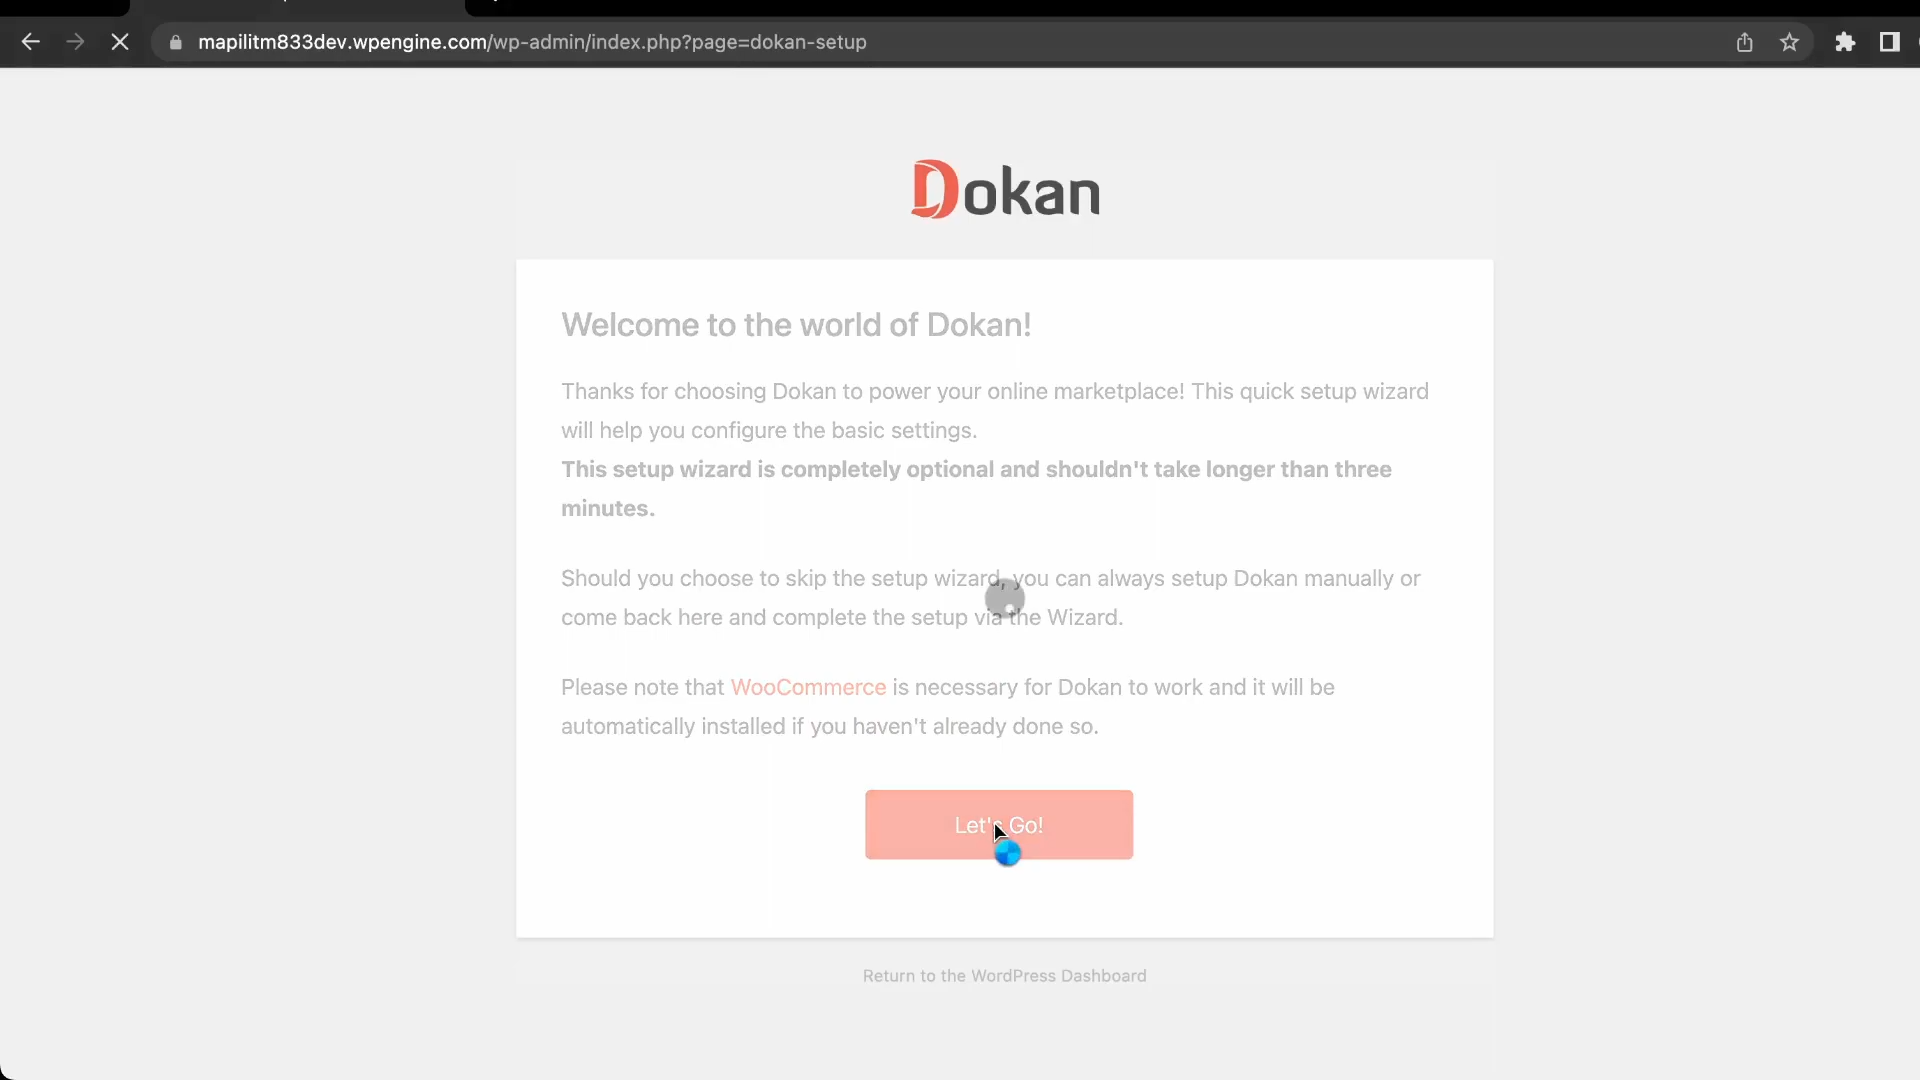 mapilitm833dev.wpengine.com/wp-admin/index.php?page=dokan-setup
Dokan
Welcome to the world of Dokan!
Thanks for choosing Dokan to power your online marketplace! This quick setup wizard
will help you configure the basic settings.
This setup wizard is completely optional and shouldn't take longer than three
minutes.
Should you choose to skip the setup wizard, you can always setup Dokan manually or
come back here and complete the setup via the Wizard.
Please note that WooCommerce is necessary for Dokan to work and it will be
automatically installed if you haven't already done so.
Let's Go!
Return to the WordPress Dashboard